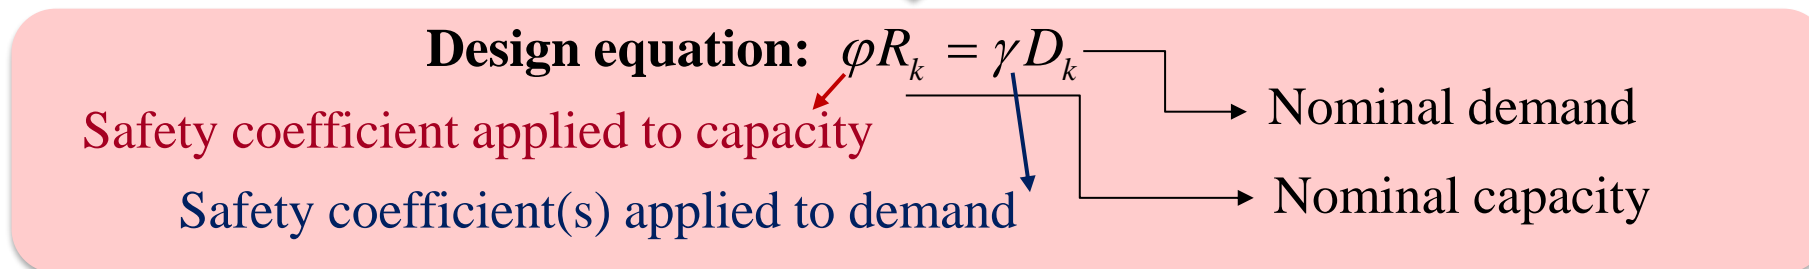 Design equation: φR_k = γD_k
Nominal demand
Safety coefficient applied to capacity
Nominal capacity
Safety coefficient(s) applied to demand